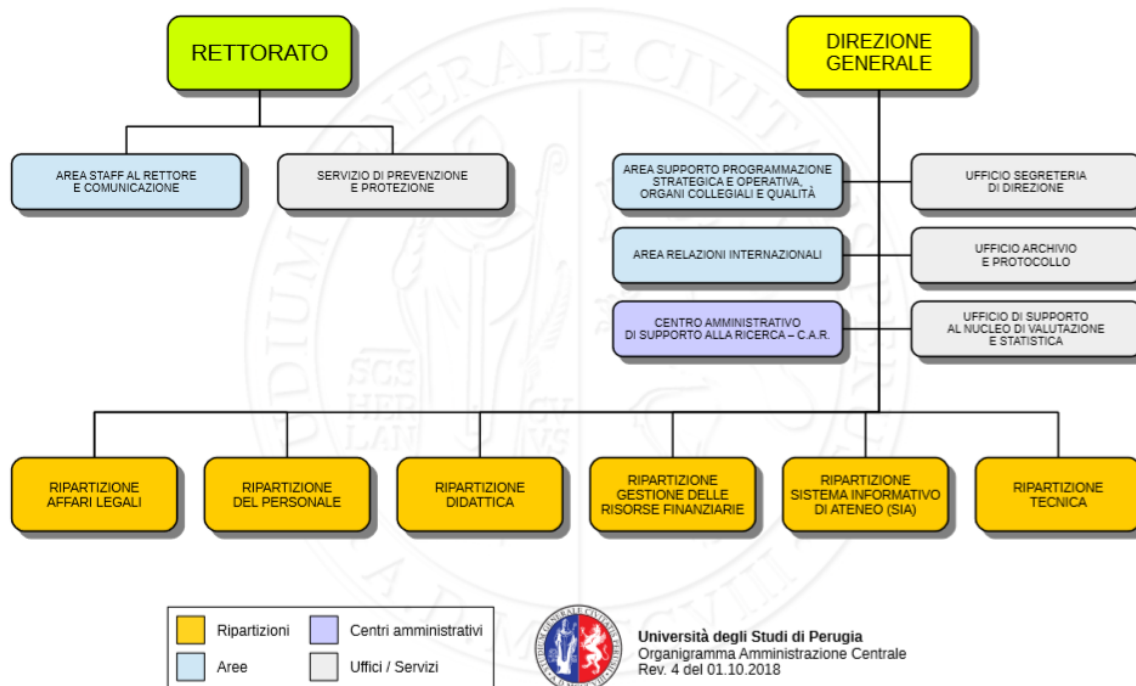 RETTORATO
DIREZIONE
GENERALE
AREA STAFF AL RETTORE
E COMUNICAZIONE
SERVIZIO DI PREVENZIONE
E PROTEZIONE
AREA SUPPORTO PROGRAMMAZIONE
STRATEGICA E OPERATIVA,
ORGANI COLLEGIALI E QUALITÀ
UFFICIO SEGRETERIA
DI DIREZIONE
AREA RELAZIONI INTERNAZIONALI
UFFICIO ARCHIVIO
E PROTOCOLLO
CENTRO AMMINISTRATIVO
DI SUPPORTO ALLA RICERCA – C.A.R.
UFFICIO DI SUPPORTO
AL NUCLEO DI VALUTAZIONE
E STATISTICA
RIPARTIZIONE
AFFARI LEGALI
RIPARTIZIONE
DEL PERSONALE
RIPARTIZIONE
DIDATTICA
RIPARTIZIONE
GESTIONE DELLE
RISORSE FINANZIARIE
RIPARTIZIONE
SISTEMA INFORMATIVO
DI ATENEO (SIA)
RIPARTIZIONE
TECNICA
Ripartizioni
Centri amministrativi
Aree
Uffici / Servizi
Università degli Studi di Perugia
Organigramma Amministrazione Centrale
Rev. 4 del 01.10.2018